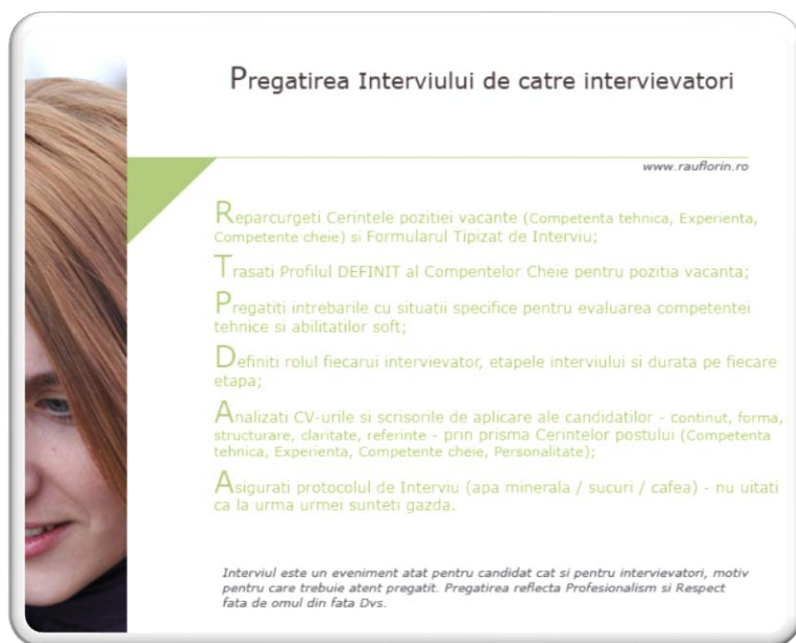 Pregatirea Interviului de catre intervievatori
www.rauflorin.ro
Reparcurgeti Cerintele pozitiei vacante (Competenta tehnica, Experienta,
Competente cheie) si Formularul Tipizat de Interviu;
Trasati Profilul DEFINIT al Compentelor Cheie pentru pozitia vacanta;
Pregatiti intrebarile cu situatii specifice pentru evaluarea competentei
tehnice si abilitatilor soft;
Definiti rolul fiecarui intervievator, etapele interviului si durata pe fiecare
etapa;
Analizati CV-urile si scrisorile de aplicare ale candidatilor - continut, forma,
structurare, claritate, referinte - prin prisma Cerintelor postului (Competenta
tehnica, Experienta, Competente cheie, Personalitate);
Asigurati protocolul de Interviu (apa minerala / sucuri / cafea) - nu uitati
ca la urma urmei sunteti gazda.
Interviul este un eveniment atat pentru candidat cat si pentru intervievatori, motiv
pentru care trebuie atent pregatit. Pregatirea reflecta Profesionalism si Respect
fata de omul din fata Dvs.